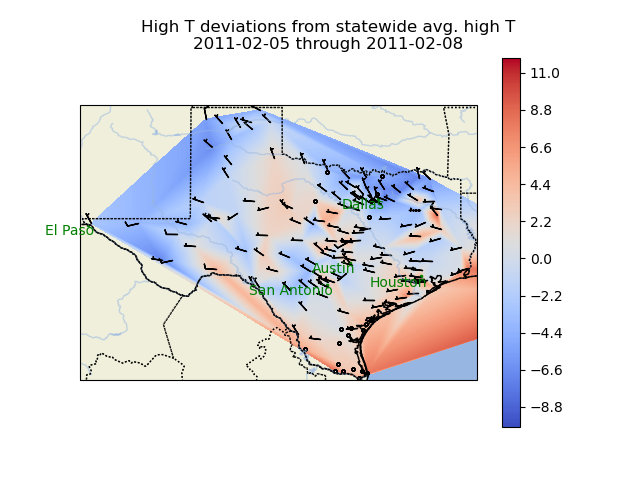 High T deviations from statewide avg. high T
2011-02-05 through 2011-02-08
11.0
8.8
6.6
4.4
2.2
0.0
−2.2
−4.4
−6.6
−8.8
Dallas
El Paso
Austin
San Antonio
Houston